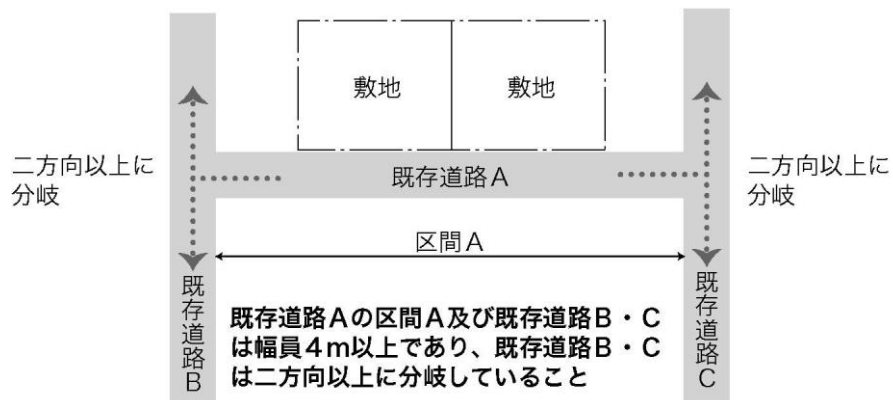 敷地
敷地
二方向以上に
分岐
二方向以上に
分岐
既存道路A
区間A
既存道路B
既存道路C
既存道路Aの区間A及び既存道路B・C
は幅員4m以上であり、既存道路B・C
は二方向以上に分岐していること